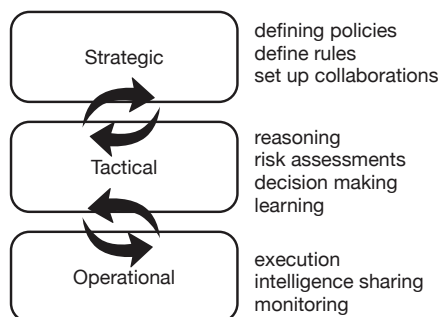 Strategic
defining policies
define rules
set up collaborations
Tactical
reasoning
risk assessments
decision making
learning
Operational
execution
intelligence sharing
monitoring